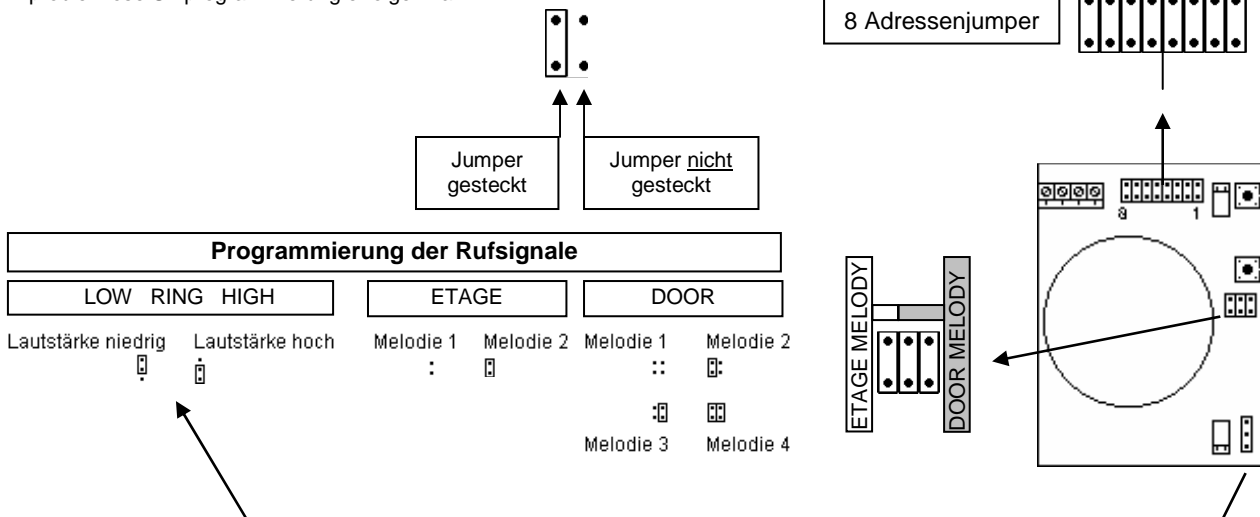 8 Adressenjumper
Jumper
gesteckt
Jumper nicht
gesteckt
8 1
Programmierung der Rufsignale
LOW RING HIGH
ETAGE
DOOR
Lautstärke niedrig
Lautstärke hoch
Melodie 1
Melodie 2
Melodie 1
Melodie 2
Melodie 3
Melodie 4
ETAGE MELODY
DOOR MELODY